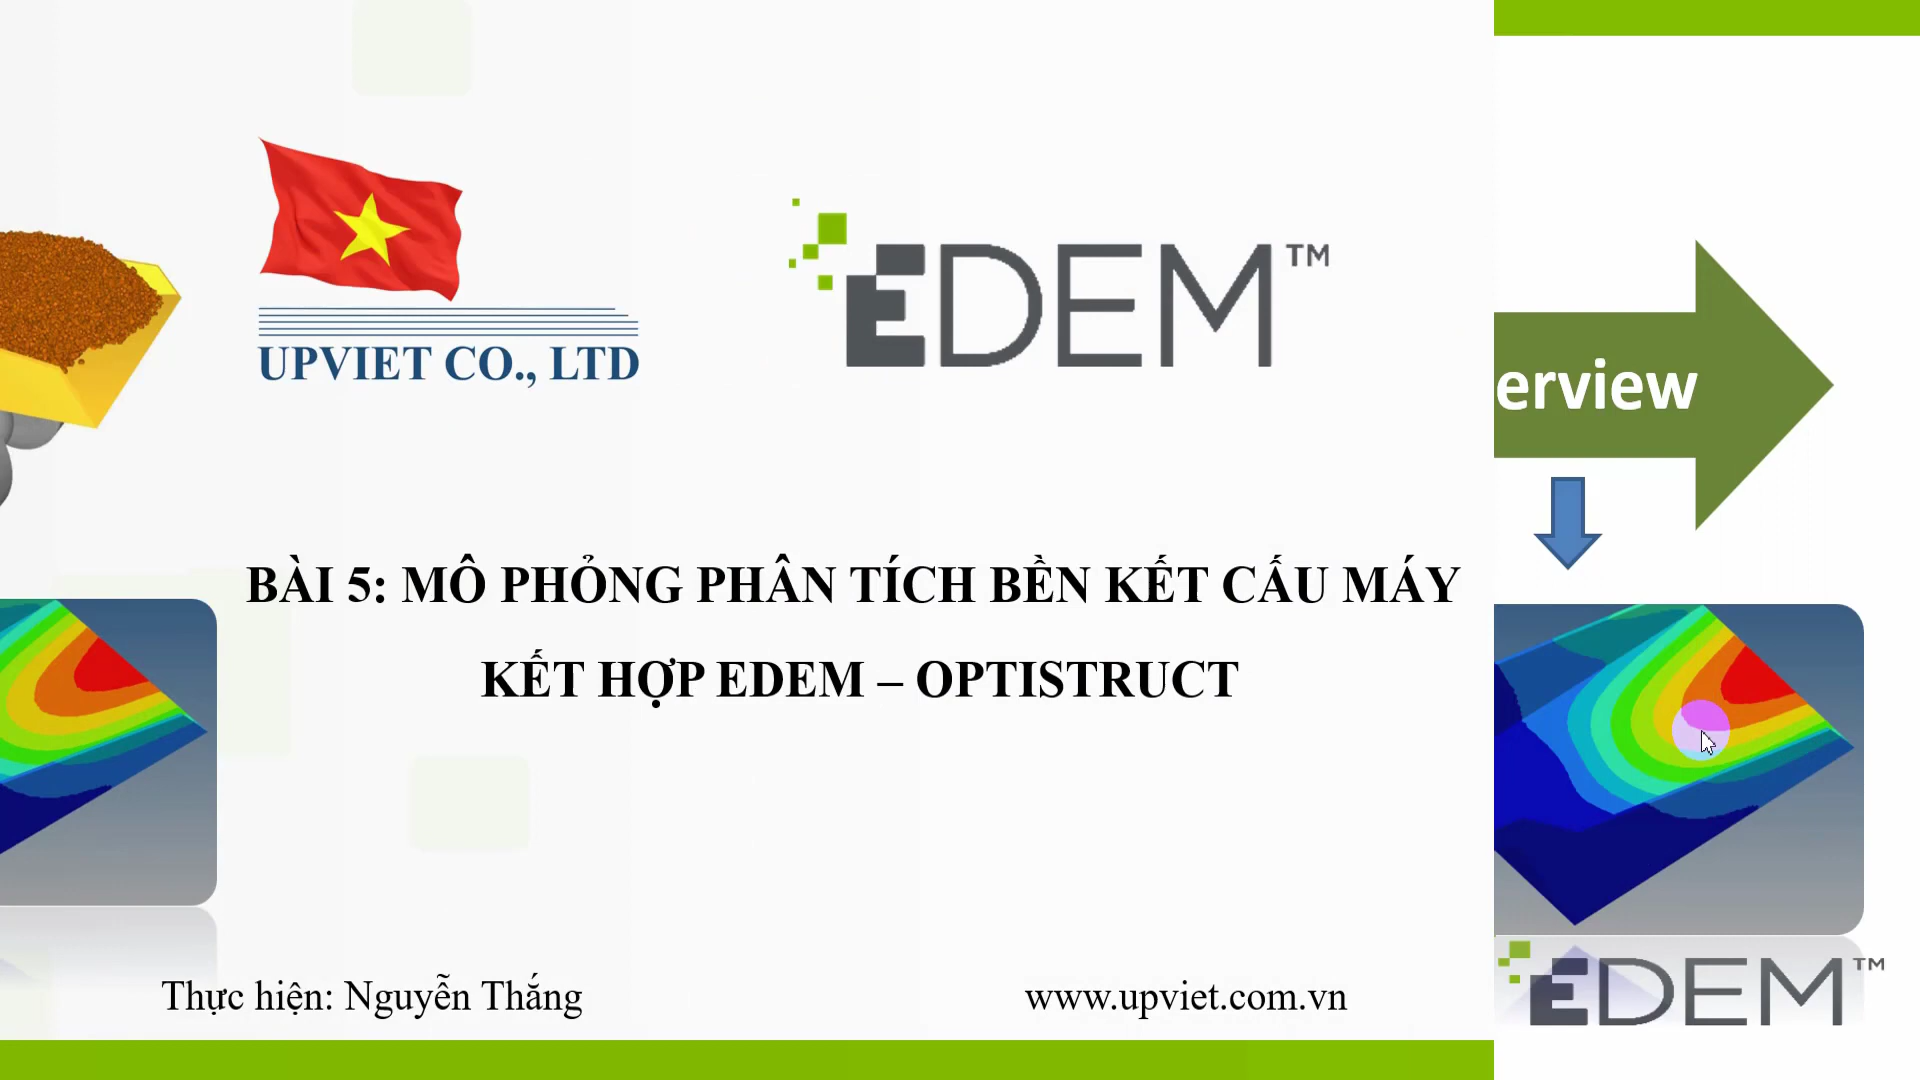 UPVIET CO., LTD
EDEM™
BÀI 5: MÔ PHỎNG PHÂN TÍCH BỀN KẾT CẤU MÁY
KẾT HỢP EDEM – OPTISTRUCT
Thực hiện: Nguyễn Thắng
www.upviet.com.vn
erview
EDEM™